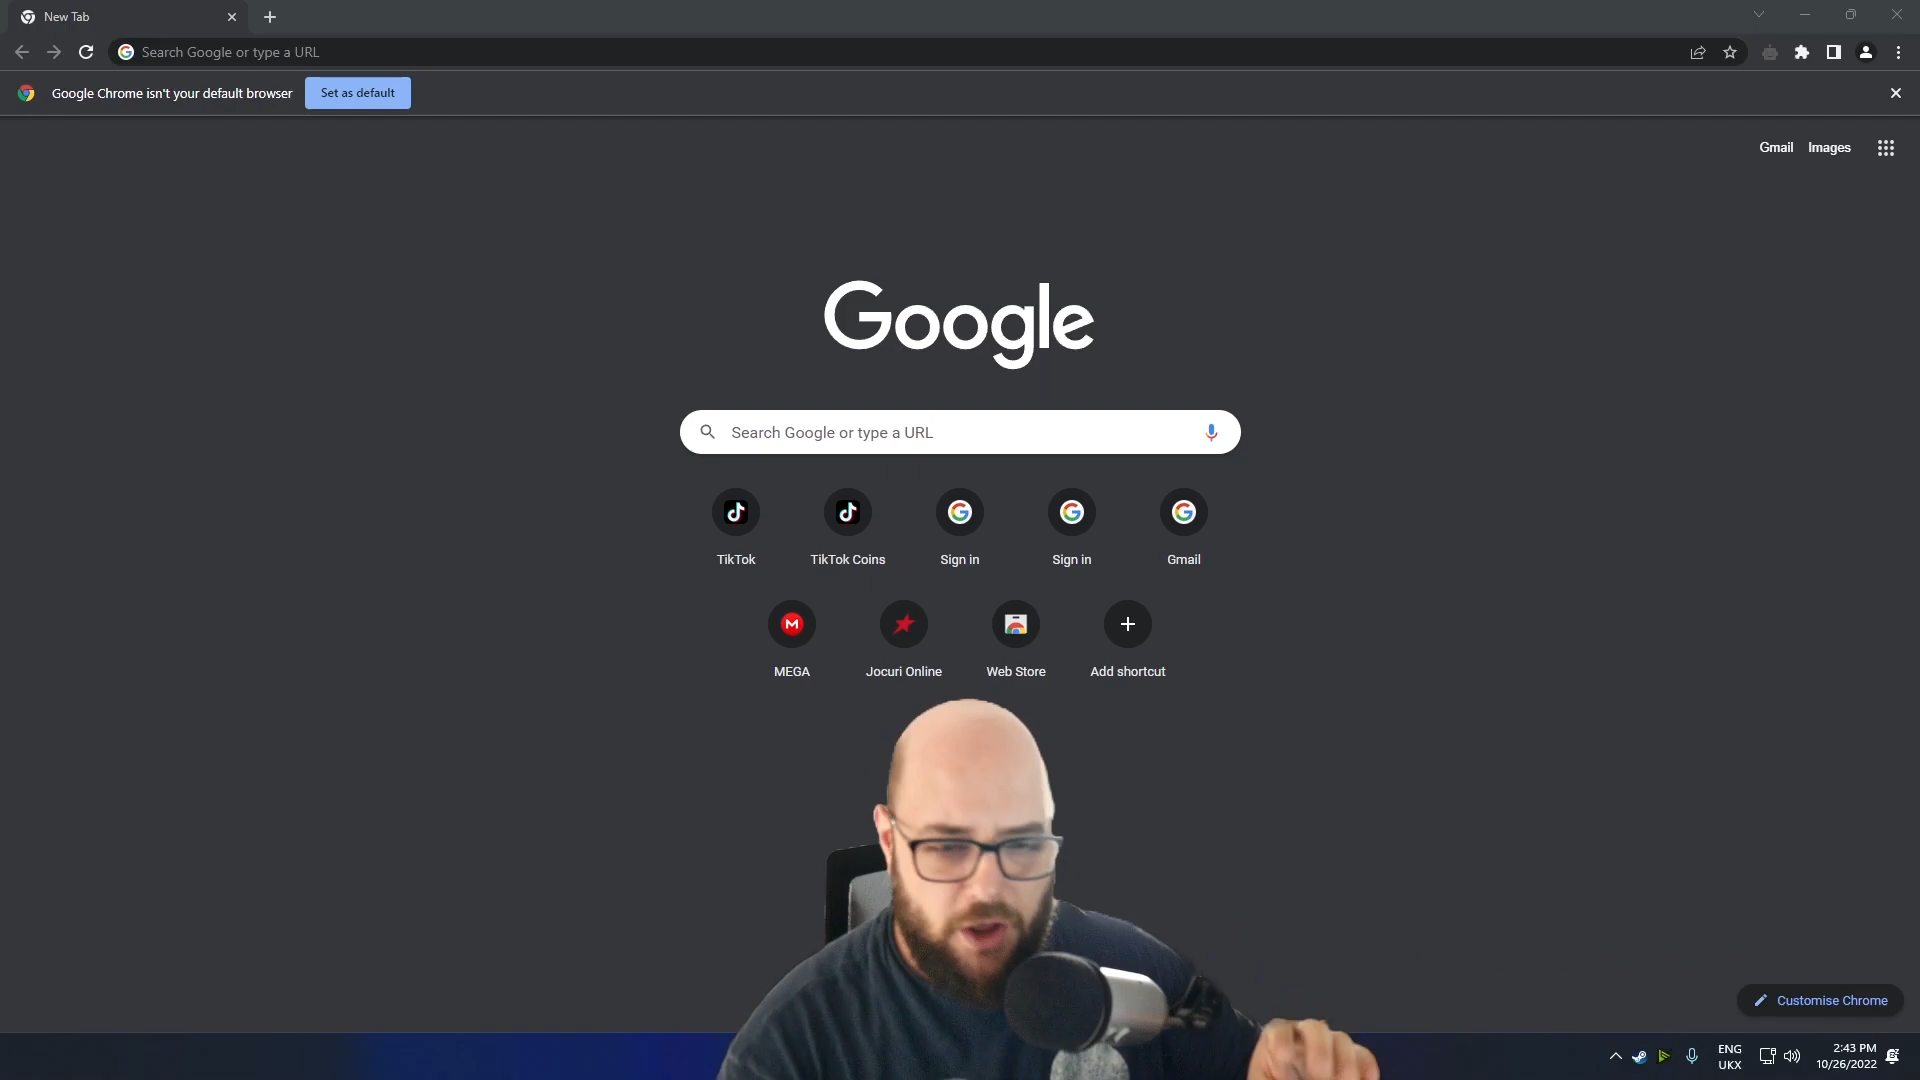 New Tab
Search Google or type a URL
Google Chrome isn't your default browser
Set as default
Gmail Images
Google
Search Google or type a URL
TikTok TikTok Coins Sign in Sign in Gmail
MEGA Jocuri Online Web Store Add shortcut
Customise Chrome
ENG 2:43 PM
UKX 10/26/2022